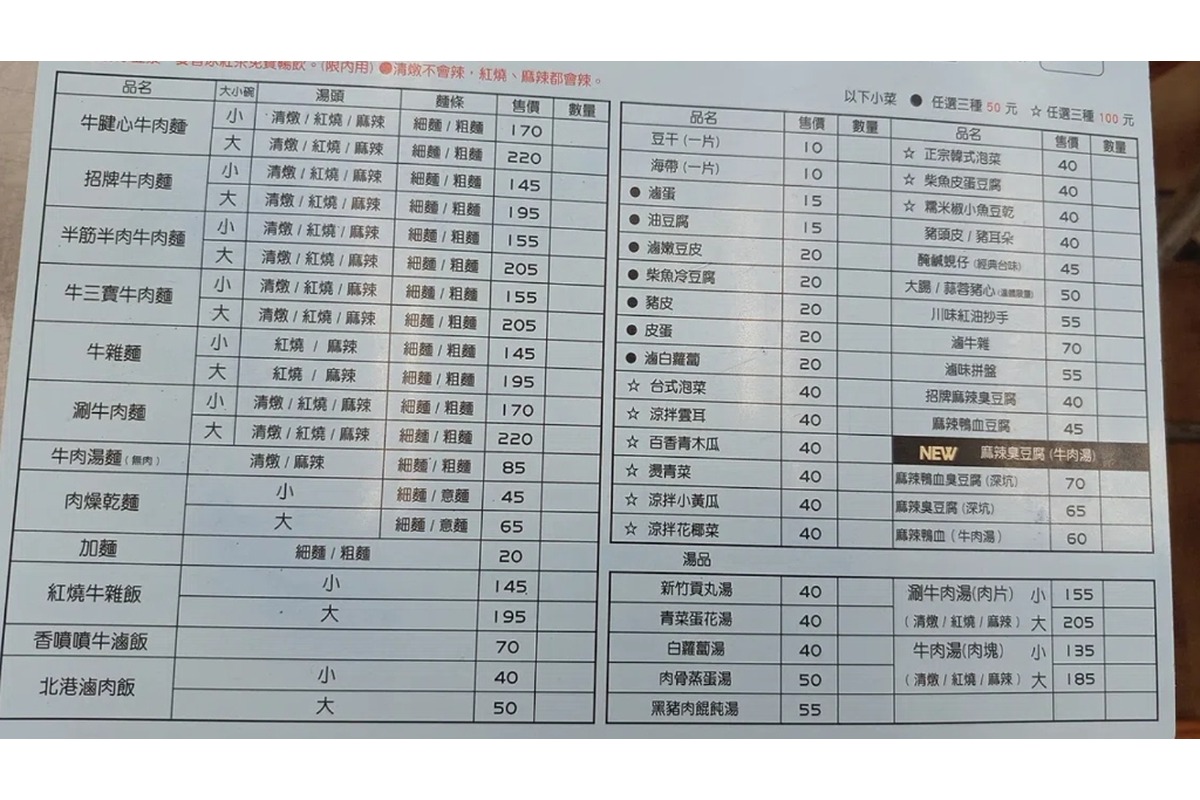 麥香冰紅茶免費暢飲。(限內用) ●清燉不會辣，紅燒、麻辣都會辣。
品名 大小碗 湯頭 麵條 售價 數量
牛腱心牛肉麵 小 清燉/紅燒/麻辣 細麵/粗麵 170
大 清燉/紅燒/麻辣 細麵/粗麵 220
招牌牛肉麵 小 清燉/紅燒/麻辣 細麵/粗麵 145
大 清燉/紅燒/麻辣 細麵/粗麵 195
半筋半肉牛肉麵 小 清燉/紅燒/麻辣 細麵/粗麵 155
大 清燉/紅燒/麻辣 細麵/粗麵 205
牛三寶牛肉麵 小 清燉/紅燒/麻辣 細麵/粗麵 155
大 清燉/紅燒/麻辣 細麵/粗麵 205
牛雜麵 小 紅燒 / 麻辣 細麵/粗麵 145
大 紅燒 / 麻辣 細麵/粗麵 195
涮牛肉麵 小 清燉/紅燒/麻辣 細麵/粗麵 170
大 清燉/紅燒/麻辣 細麵/粗麵 220
牛肉湯麵(無肉) 清燉/麻辣 細麵/粗麵 85
肉燥乾麵 小 細麵/意麵 45
大 細麵/意麵 65
加麵 細麵/粗麵 20
紅燒牛雜飯 小 145
大 195
香噴噴牛滷飯 70
北港滷肉飯 小 40
大 50
以下小菜 ● 任選三種 50 元 ☆ 任選三種 100 元
品名 售價 數量
豆干(一片) 10
海帶(一片) 10
● 滷蛋 15
● 油豆腐 15
● 滷嫩豆皮 20
● 柴魚冷豆腐 20
● 豬皮 20
● 皮蛋 20
● 滷白蘿蔔 20
☆ 台式泡菜 40
☆ 涼拌雲耳 40
☆ 百香青木瓜 40
☆ 燙青菜 40
☆ 涼拌小黃瓜 40
☆ 涼拌花椰菜 40
品名 售價 數量
☆ 正宗韓式泡菜 40
☆ 柴魚皮蛋豆腐 40
☆ 糯米椒小魚豆乾 40
豬頭皮/豬耳朵 40
醃鹹蜆仔(經典台味) 45
大腸/蒜蓉豬心(溫體限量) 50
川味紅油抄手 55
滷牛雜 70
滷味拼盤 55
招牌麻辣臭豆腐 40
麻辣鴨血豆腐 45
NEW 麻辣臭豆腐(牛肉湯)
麻辣鴨血臭豆腐(深坑) 70
麻辣臭豆腐(深坑) 65
麻辣鴨血(牛肉湯) 60
湯品
新竹貢丸湯 40
青菜蛋花湯 40
白蘿蔔湯 40
肉骨蒸蛋湯 50
黑豬肉餛飩湯 55
涮牛肉湯(肉片) 小 155
(清燉/紅燒/麻辣) 大 205
牛肉湯(肉塊) 小 135
(清燉/紅燒/麻辣) 大 185